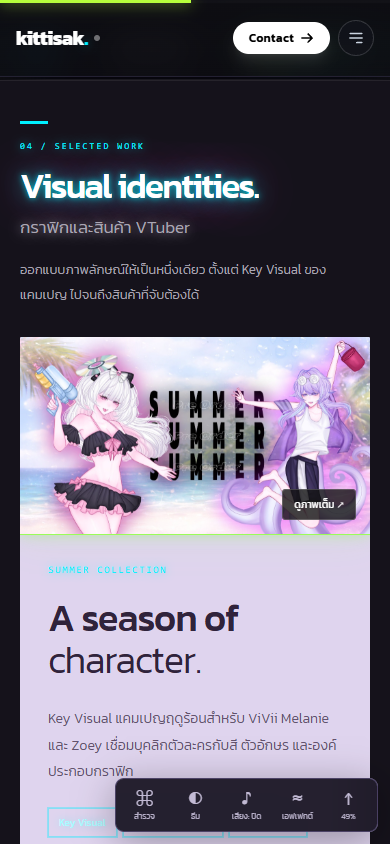 kittisak.
Contact →
04 / SELECTED WORK
Visual identities.
กราฟิกและสินค้า VTuber
ออกแบบภาพลักษณ์ให้เป็นหนึ่งเดียว ตั้งแต่ Key Visual ของ
แคมเปญ ไปจนถึงสินค้าที่จับต้องได้
SUMMER
SUMMER
SUMMER
ดูภาพเต็ม ↗
SUMMER COLLECTION
A season of
character.
Key Visual แคมเปญฤดูร้อนสำหรับ ViVii Melanie
และ Zoey เชื่อมบุคลิกตัวละครกับสี ตัวอักษร และองค์
ประกอบกราฟิก
Key Visual
สำรวจ
ธีม
เสียง: ปิด
เอฟเฟกต์
49%